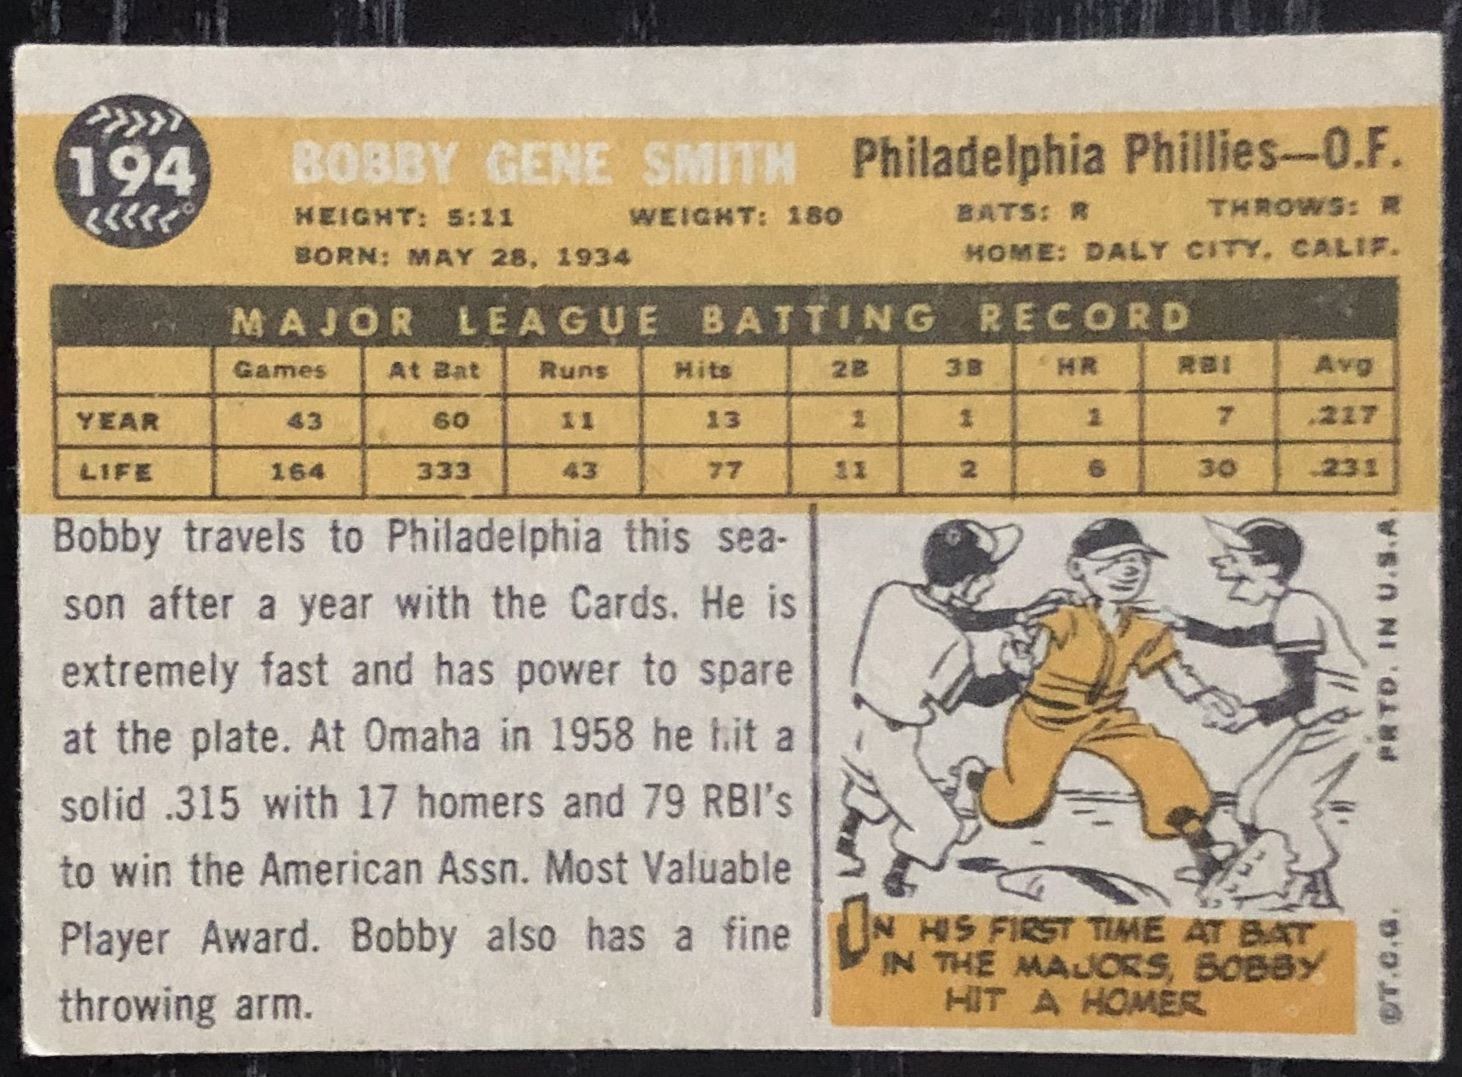 194
BOBBY GENE SMITH
Philadelphia Phillies—O.F.
HEIGHT: 5:11 WEIGHT: 180 BATS: R THROWS: R
BORN: MAY 28, 1934 HOME: DALY CITY, CALIF.
MAJOR LEAGUE BATTING RECORD
Games At Bat Runs Hits 2B 3B HR RBI Avg
YEAR 43 60 11 13 1 1 1 7 .217
LIFE 164 333 43 77 11 2 6 30 .231
Bobby travels to Philadelphia this sea-
son after a year with the Cards. He is
extremely fast and has power to spare
at the plate. At Omaha in 1958 he hit a
solid .315 with 17 homers and 79 RBI's
to win the American Assn. Most Valuable
Player Award. Bobby also has a fine
throwing arm.
ON HIS FIRST TIME AT BAT
IN THE MAJORS, BOBBY
HIT A HOMER
©T.C.G. PRTD. IN U.S.A.